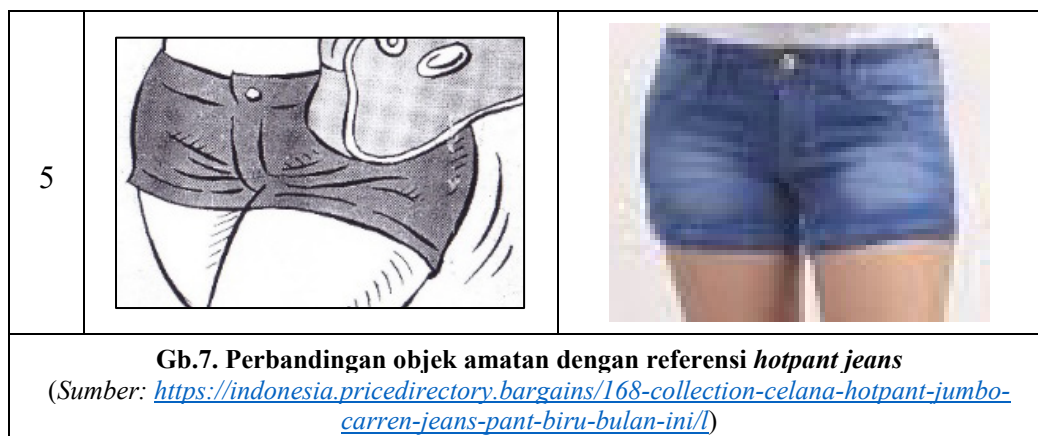 5
Gb.7. Perbandingan objek amatan dengan referensi hotpant jeans
(Sumber: https://indonesia.pricedirectory.bargains/168-collection-celana-hotpant-jumbo-
carren-jeans-pant-biru-bulan-ini/l)